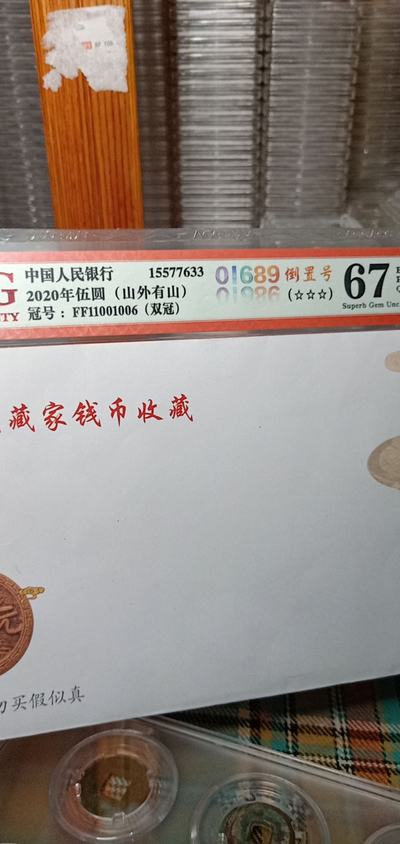 中国人民银行 15577633
2020年伍圆（山外有山）
冠号：FF11001006（双冠）
01689 倒置号
(☆☆☆)
67
Superb Gem Unc
藏家钱币收藏
元
买假似真